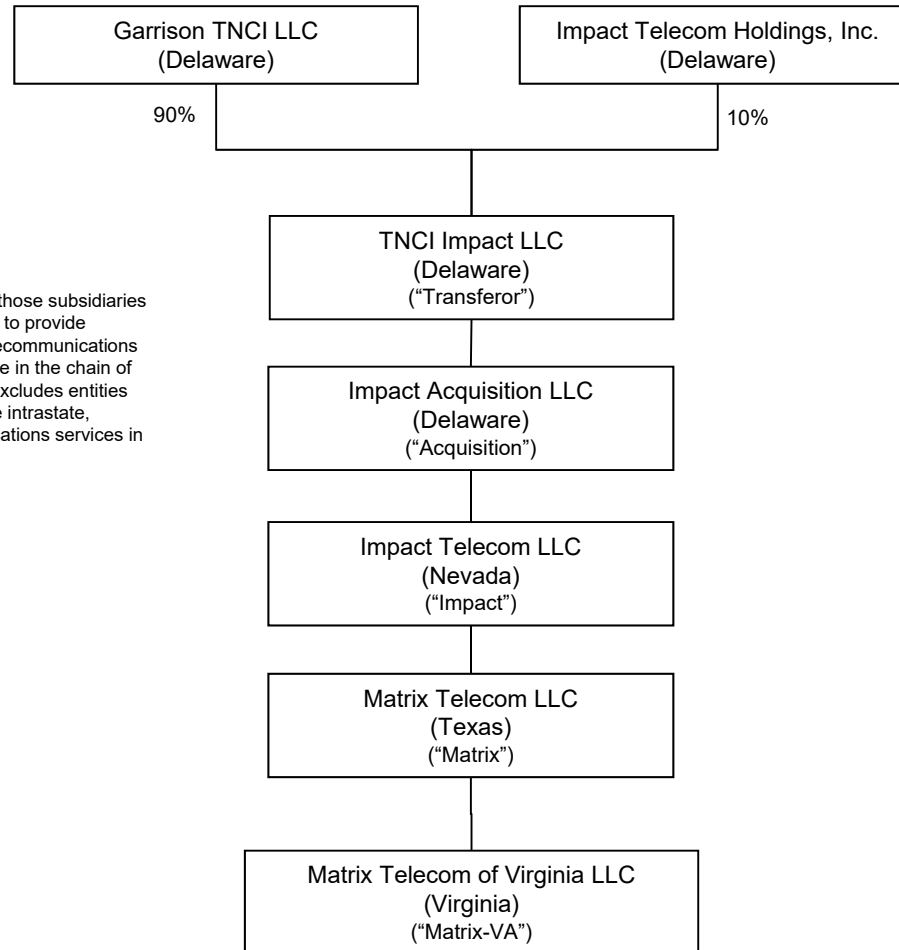 Garrison TNCI LLC
(Delaware)
Impact Telecom Holdings, Inc.
(Delaware)
90%
10%
TNCI Impact LLC
(Delaware)
(“Transferor”)
those subsidiaries
to provide
ecommunications
e in the chain of
xcludes entities
e intrastate,
ations services in
Impact Acquisition LLC
(Delaware)
(“Acquisition”)
Impact Telecom LLC
(Nevada)
(“Impact”)
Matrix Telecom LLC
(Texas)
(“Matrix”)
Matrix Telecom of Virginia LLC
(Virginia)
(“Matrix-VA”)